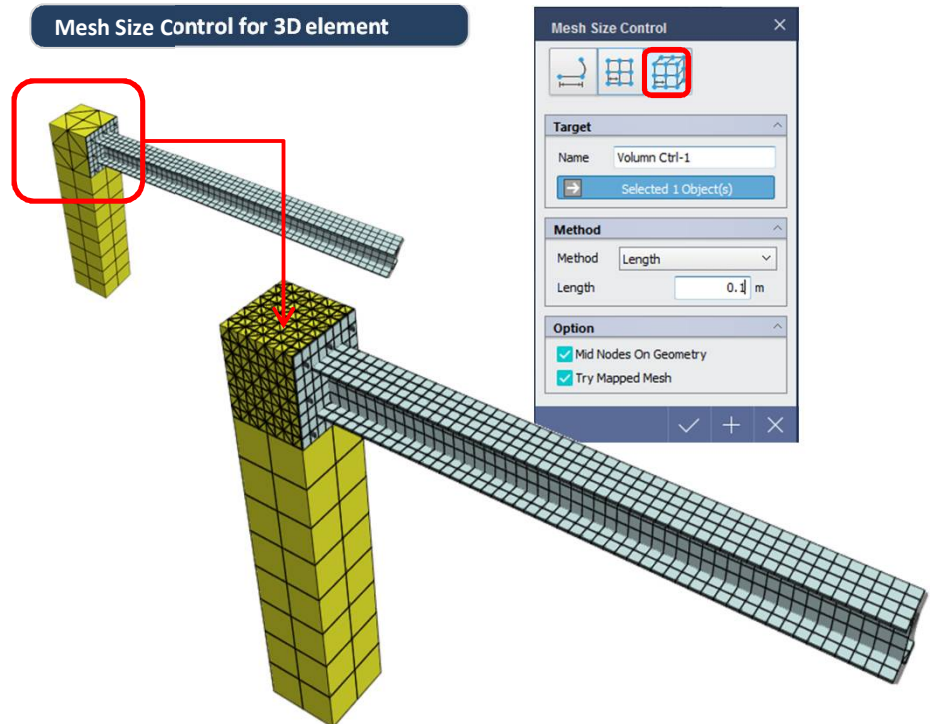 Mesh Size Control for 3D element
Mesh Size Control
Target
Name Volumn Ctrl-1
Selected 1 Object(s)
Method
Method Length
Length 0.1 m
Option
Mid Nodes On Geometry
Try Mapped Mesh